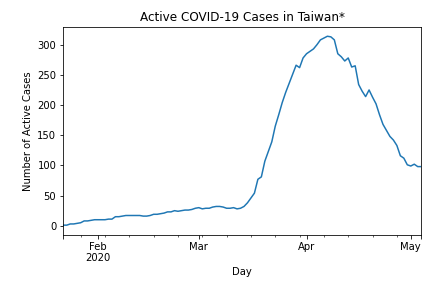 Active COVID-19 Cases in Taiwan*
Number of Active Cases
300
250
200
150
100
50
0
Feb
2020
Mar
Apr
May
Day